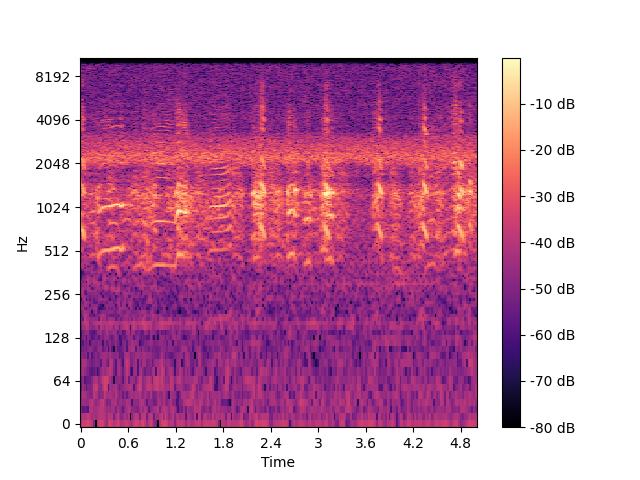 8192
4096
2048
1024
512
256
128
64
0
Hz
0 0.6 1.2 1.8 2.4 3 3.6 4.2 4.8
Time
-10 dB
-20 dB
-30 dB
-40 dB
-50 dB
-60 dB
-70 dB
-80 dB